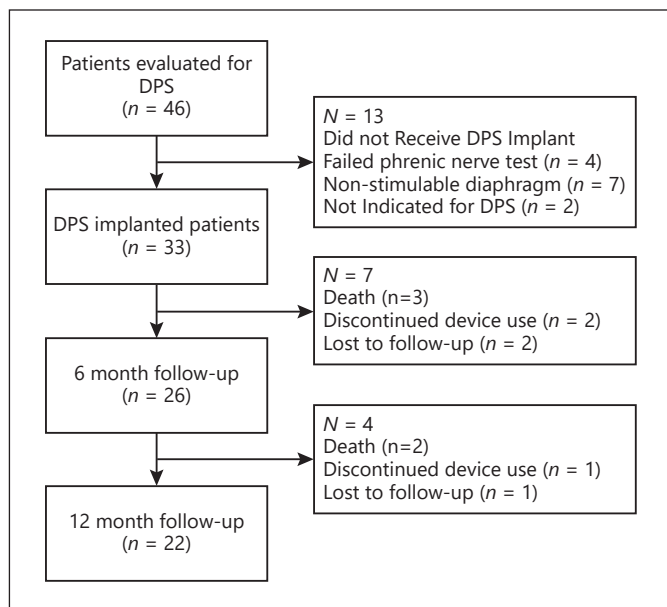 Patients evaluated for
DPS
(n = 46)
N = 13
Did not Receive DPS Implant
Failed phrenic nerve test (n = 4)
Non-stimulable diaphragm (n = 7)
Not Indicated for DPS (n = 2)
DPS implanted patients
(n = 33)
N = 7
Death (n=3)
Discontinued device use (n = 2)
Lost to follow-up (n = 2)
6 month follow-up
(n = 26)
N = 4
Death (n=2)
Discontinued device use (n = 1)
Lost to follow-up (n = 1)
12 month follow-up
(n = 22)